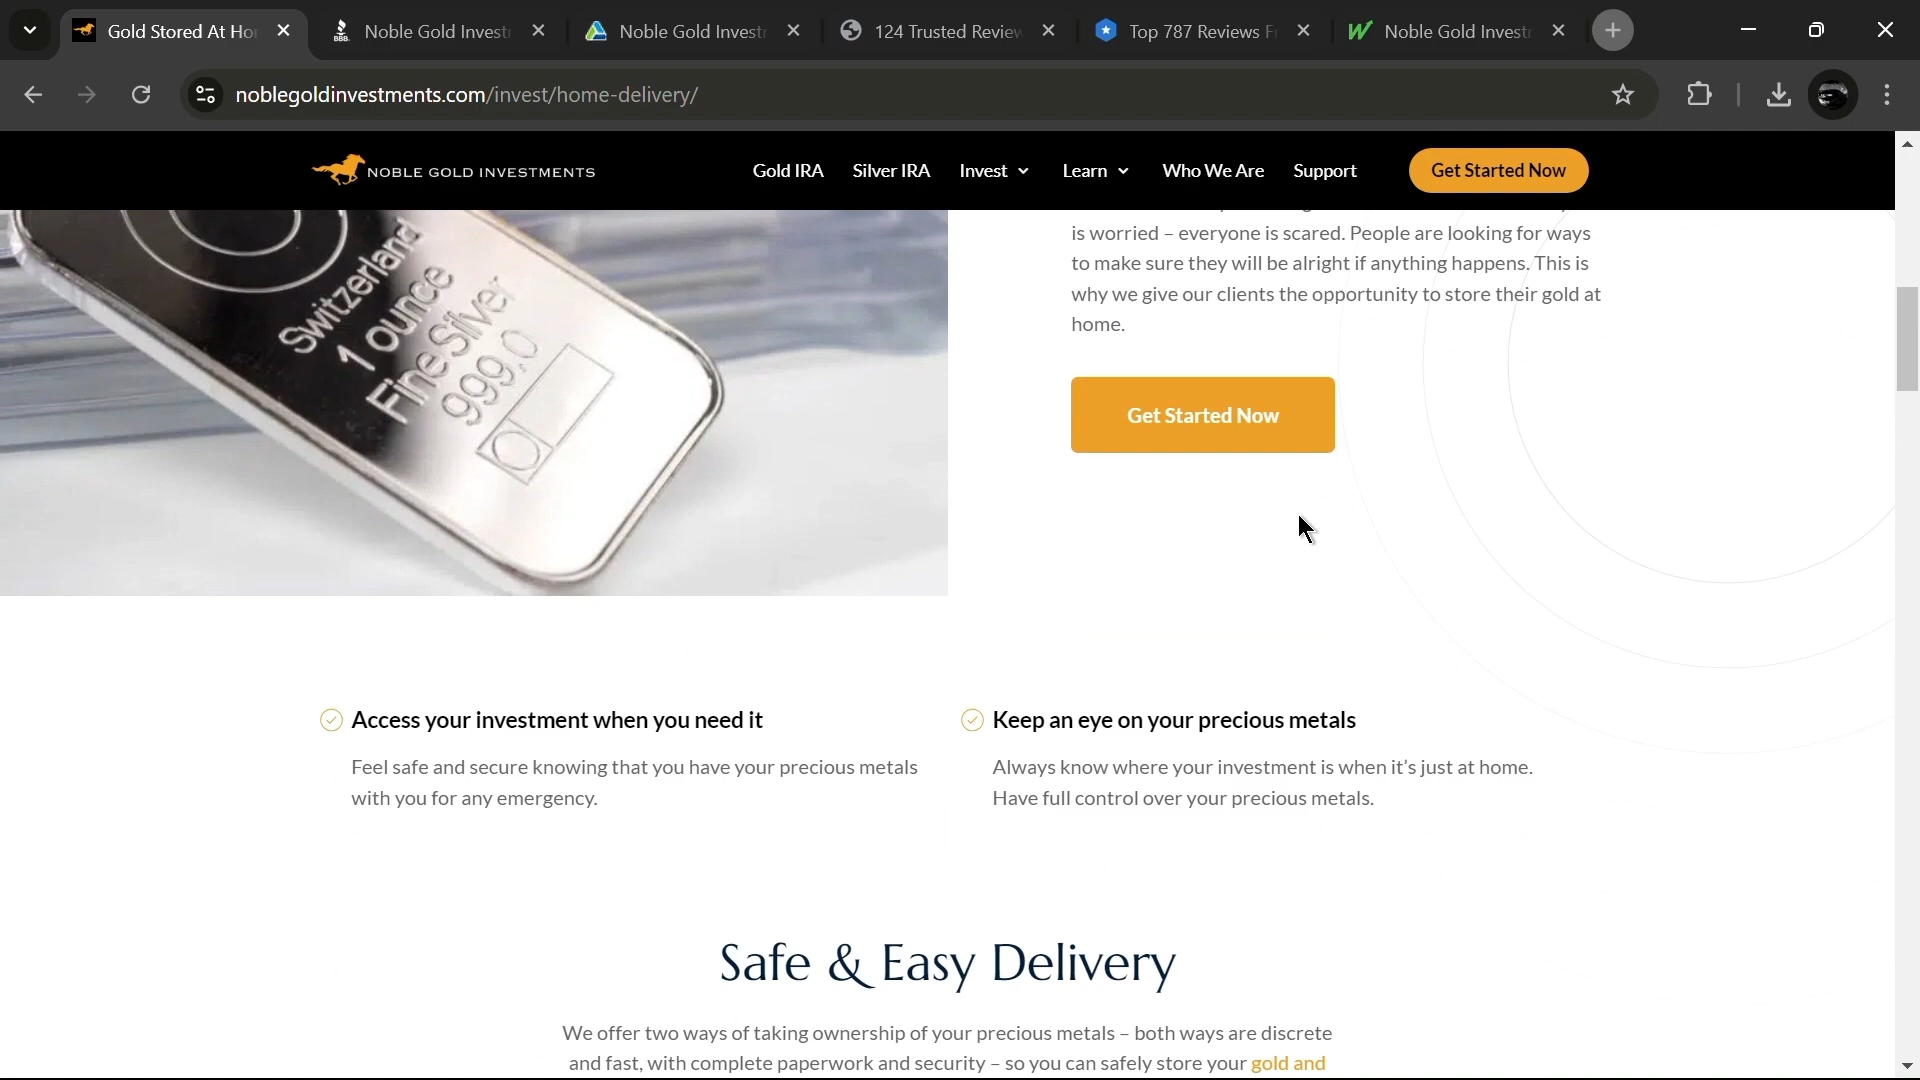 Gold Stored At Ho
Noble Gold Invest
Noble Gold Invest
124 Trusted Review
Top 787 Reviews F
Noble Gold Invest
noblegoldinvestments.com/invest/home-delivery/
NOBLE GOLD INVESTMENTS
Gold IRA
Silver IRA
Invest
Learn
Who We Are
Support
Get Started Now
is worried – everyone is scared. People are looking for ways
to make sure they will be alright if anything happens. This is
why we give our clients the opportunity to store their gold at
home.
Get Started Now
Switzerland
1 ounce
Fine Silver
999,0
Access your investment when you need it
Feel safe and secure knowing that you have your precious metals
with you for any emergency.
Keep an eye on your precious metals
Always know where your investment is when it's just at home.
Have full control over your precious metals.
Safe & Easy Delivery
We offer two ways of taking ownership of your precious metals – both ways are discrete
and fast, with complete paperwork and security – so you can safely store your gold and